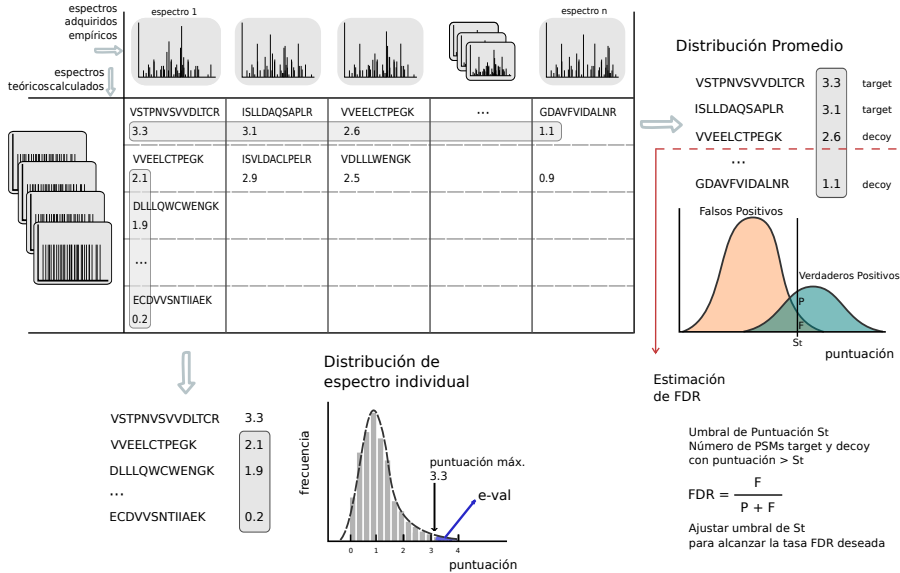 espectros
adquiridos
empíricos
espectro 1
espectro n
espectros
teóricoscalculados
VSTPNVSVVDLTCR ISLLDAQSAPLR VVEELCTPEGK ... GDAVFVIDALNR
3.3 3.1 2.6 1.1
VVEELCTPEGK ISVLDACLPELR VDLLLWENGK
2.1 2.9 2.5 0.9
DLLLQWCWENGK
1.9
...
ECDVVSNTIIAEK
0.2
Distribución Promedio
VSTPNVSVVDLTCR 3.3 target
ISLLDAQSAPLR 3.1 target
VVEELCTPEGK 2.6 decoy
...
GDAVFVIDALNR 1.1 decoy
Falsos Positivos
Verdaderos Positivos
P
F
St
puntuación
Estimación
de FDR
Umbral de Puntuación St
Número de PSMs target y decoy
con puntuación > St
FDR = F
P + F
Ajustar umbral de St
para alcanzar la tasa FDR deseada
VSTPNVSVVDLTCR 3.3
VVEELCTPEGK 2.1
DLLLQWCWENGK 1.9
...
ECDVVSNTIIAEK 0.2
Distribución de
espectro individual
frecuencia
puntuación máx.
3.3
e-val
0 1 2 3 4
puntuación